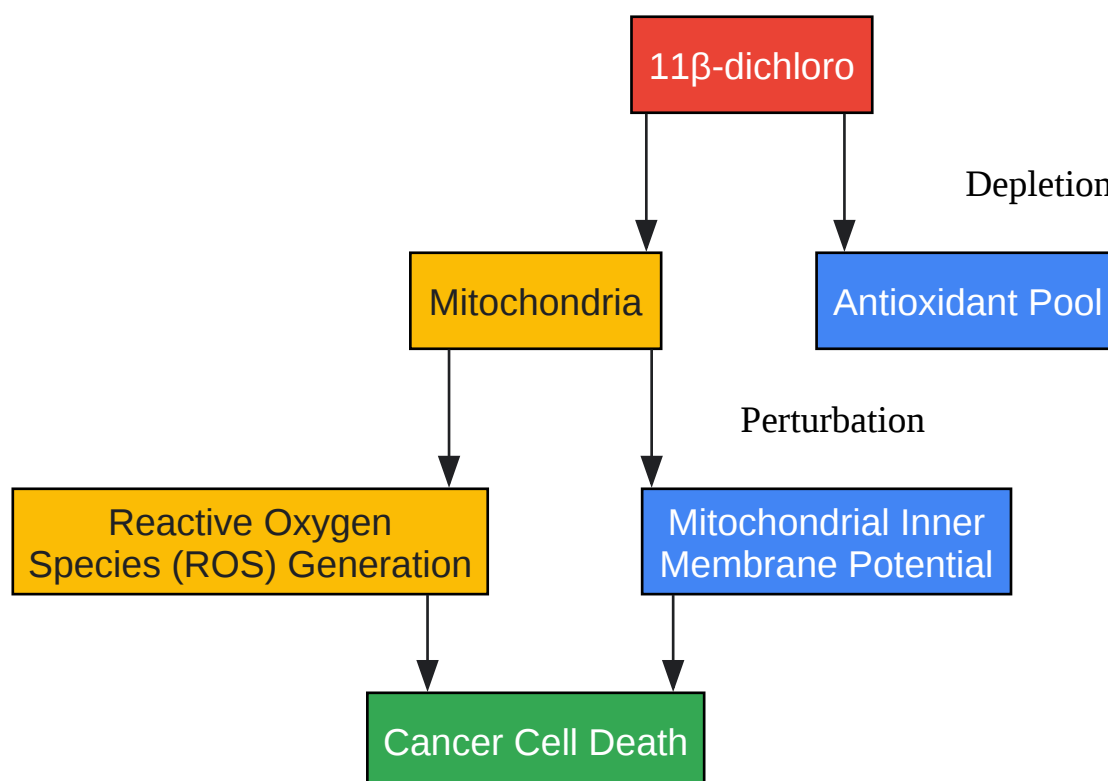 11β-dichloro
Depletion
Mitochondria
Antioxidant Pool
Perturbation
Reactive Oxygen
Species (ROS) Generation
Mitochondrial Inner
Membrane Potential
Cancer Cell Death